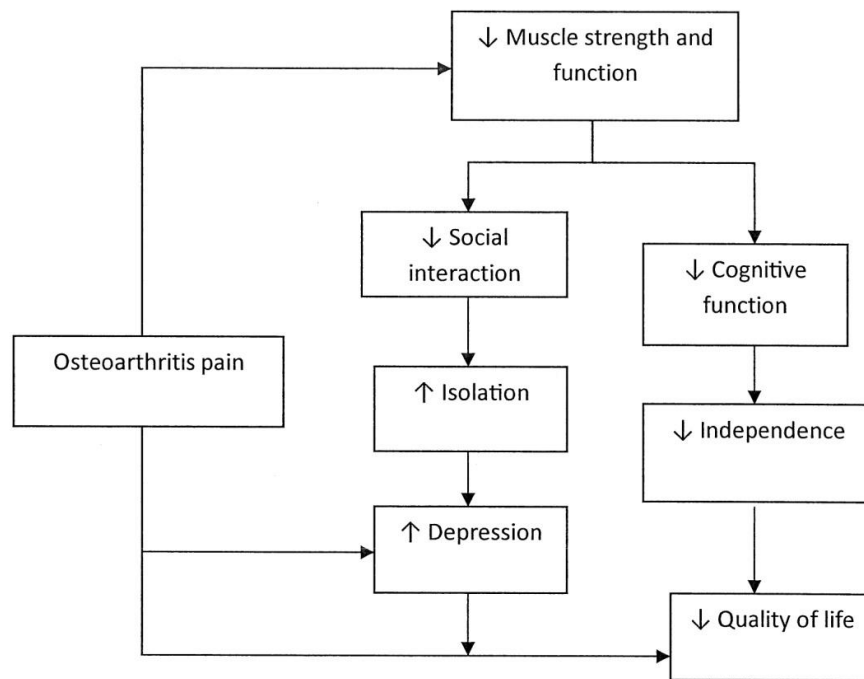 ↓ Muscle strength and
function
↓ Social
interaction
↓ Cognitive
function
Osteoarthritis pain
↑ Isolation
↓ Independence
↑ Depression
↓ Quality of life